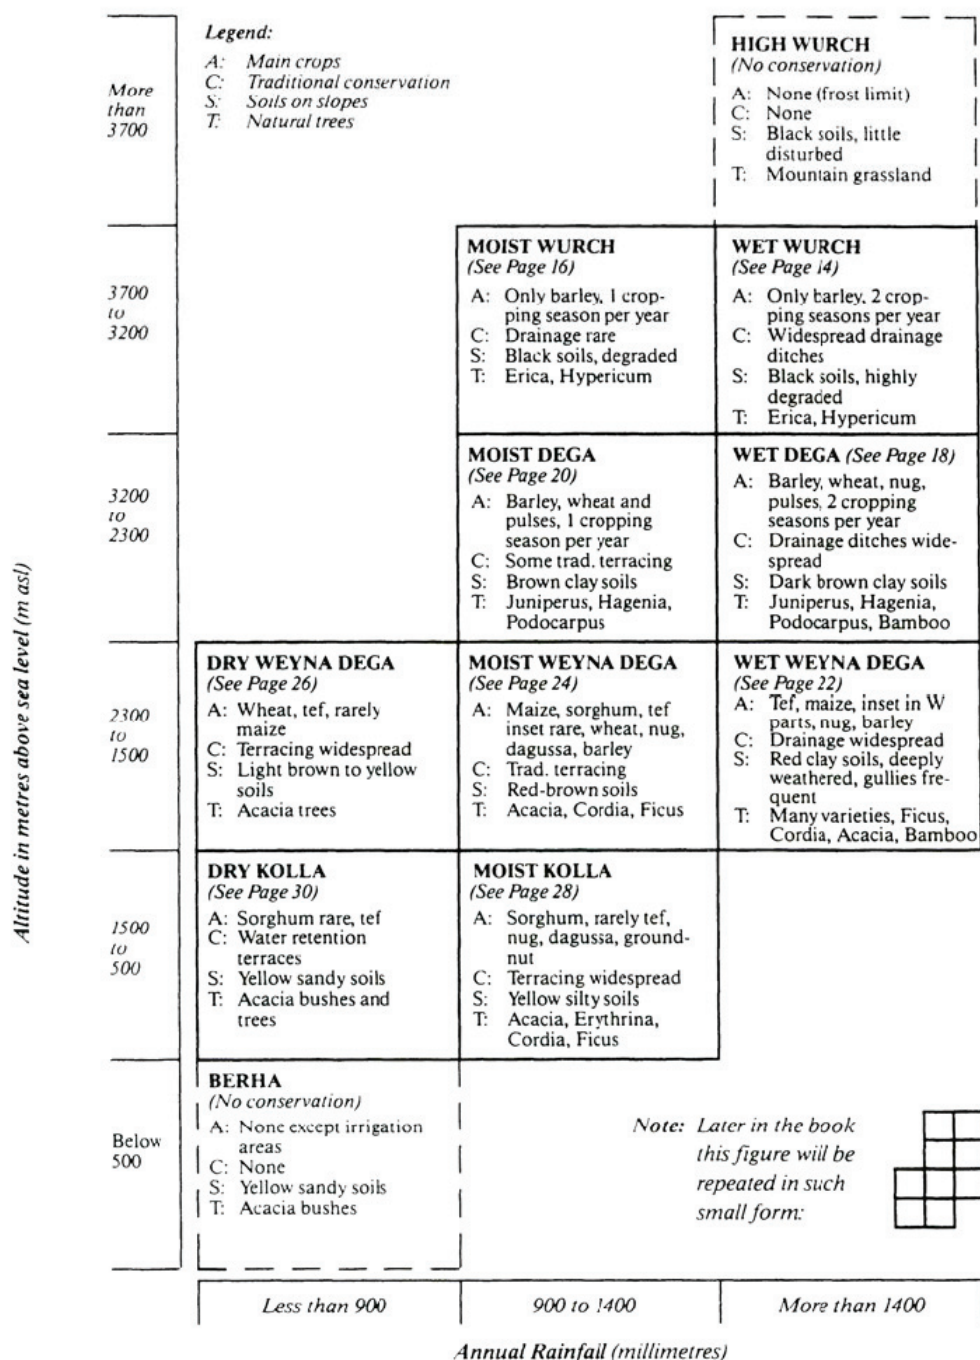 Legend:
A: Main crops
C: Traditional conservation
S: Soils on slopes
T: Natural trees
More
than
3700
HIGH WURCH
(No conservation)
A: None (frost limit)
C: None
S: Black soils, little
disturbed
T: Mountain grassland
3700
to
3200
MOIST WURCH
(See Page 16)
A: Only barley, 1 crop-
ping season per year
C: Drainage rare
S: Black soils, degraded
T: Erica, Hypericum
WET WURCH
(See Page 14)
A: Only barley, 2 crop-
ping seasons per year
C: Widespread drainage
ditches
S: Black soils, highly
degraded
T: Erica, Hypericum
3200
to
2300
MOIST DEGA
(See Page 20)
A: Barley, wheat and
pulses, 1 cropping
season per year
C: Some trad. terracing
S: Brown clay soils
T: Juniperus, Hagenia,
Podocarpus
WET DEGA (See Page 18)
A: Barley, wheat, nug,
pulses, 2 cropping
seasons per year
C: Drainage ditches wide-
spread
S: Dark brown clay soils
T: Juniperus, Hagenia,
Podocarpus, Bamboo
2300
to
1500
DRY WEYNA DEGA
(See Page 26)
A: Wheat, tef, rarely
maize
C: Terracing widespread
S: Light brown to yellow
soils
T: Acacia trees
MOIST WEYNA DEGA
(See Page 24)
A: Maize, sorghum, tef
inset rare, wheat, nug,
dagussa, barley
C: Trad. terracing
S: Red-brown soils
T: Acacia, Cordia, Ficus
WET WEYNA DEGA
(See Page 22)
A: Tef, maize, inset in W
parts, nug, barley
C: Drainage widespread
S: Red clay soils, deeply
weathered, gullies fre-
quent
T: Many varieties, Ficus,
Cordia, Acacia, Bamboo
1500
to
500
DRY KOLLA
(See Page 30)
A: Sorghum rare, tef
C: Water retention
terraces
S: Yellow sandy soils
T: Acacia bushes and
trees
MOIST KOLLA
(See Page 28)
A: Sorghum, rarely tef,
nug, dagussa, ground-
nut
C: Terracing widespread
S: Yellow silty soils
T: Acacia, Erythrina,
Cordia, Ficus
Below
500
BERHA
(No conservation)
A: None except irrigation
areas
C: None
S: Yellow sandy soils
T: Acacia bushes
Note: Later in the book
this figure will be
repeated in such
small form:
Altitude in metres above sea level (m asl)
Less than 900
900 to 1400
More than 1400
Annual Rainfall (millimetres)